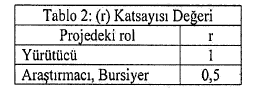 Tablo 2: (r) Katsayısı Değeri
Projedeki rol r
Yürütücü 1
Araştırmacı, Bursiyer 0,5